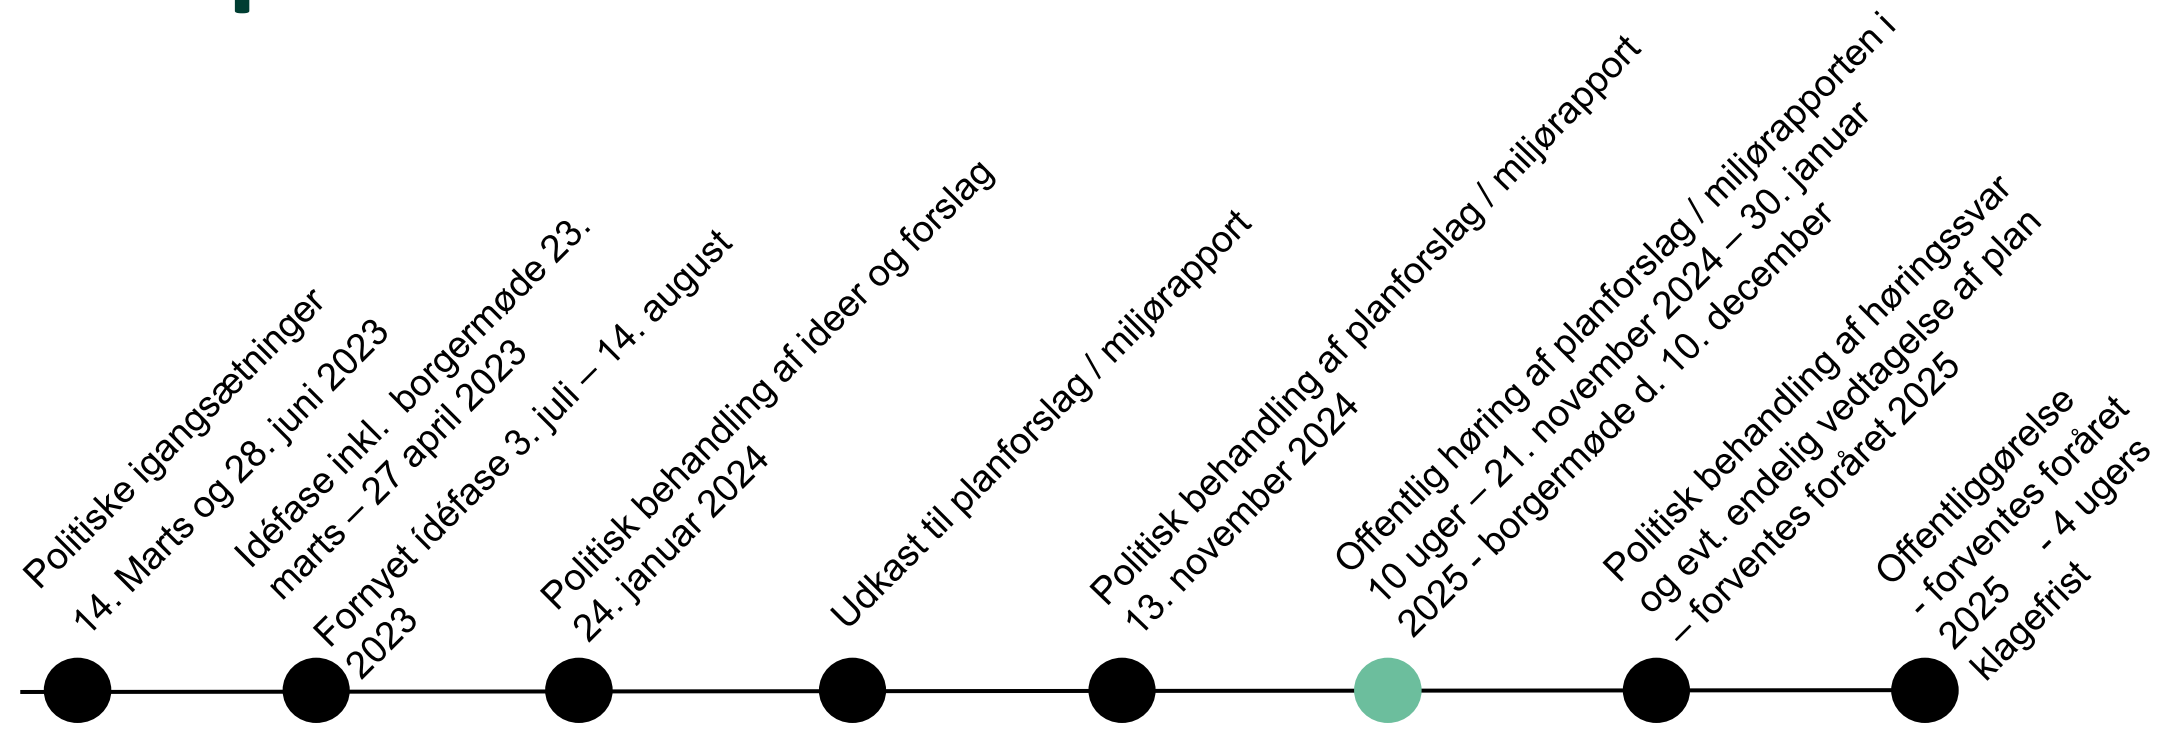 Politiske igangsætninger
14. Marts og 28. juni 2023
Idéfase inkl. borgermøde 23.
marts – 27 april 2023
Fornyet ídéfase 3. juli – 14. august
2023
Politisk behandling af ideer og forslag
24. januar 2024
Udkast til planforslag / miljørapport
Politisk behandling af planforslag / miljørapport
13. november 2024
Offentlig høring af planforslag / miljørapporten i
10 uger – 21. november 2024 – 30. januar
2025 - borgermøde d. 10. december
Politisk behandling af høringssvar
og evt. endelig vedtagelse af plan
– forventes foråret 2025
Offentliggørelse
- forventes foråret
2025 - 4 ugers
klagefrist